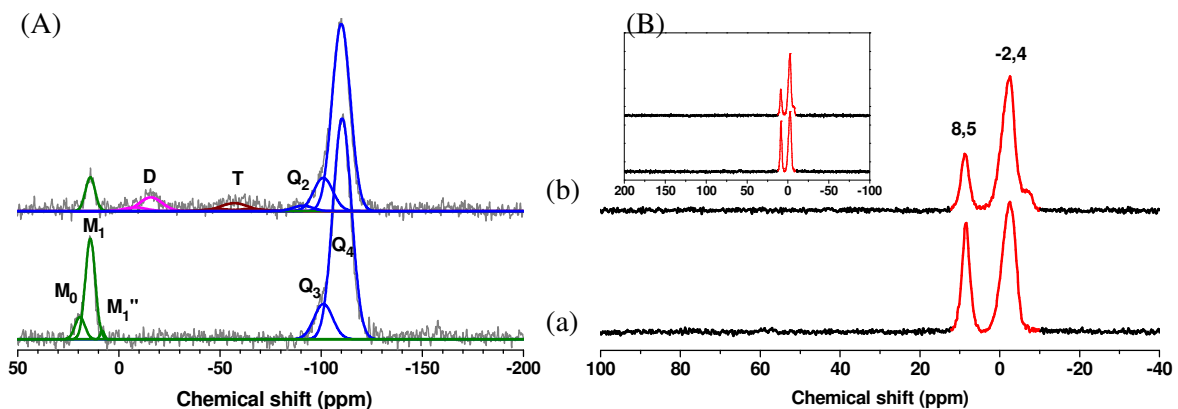 (A)
D
T
Q2
M1
M0
M1"
Q3
Q4
50 0 -50 -100 -150 -200
Chemical shift (ppm)
(B)
200 150 100 50 0 -50 -100
8,5
-2,4
(b)
(a)
100 80 60 40 20 0 -20 -40
Chemical shift (ppm)